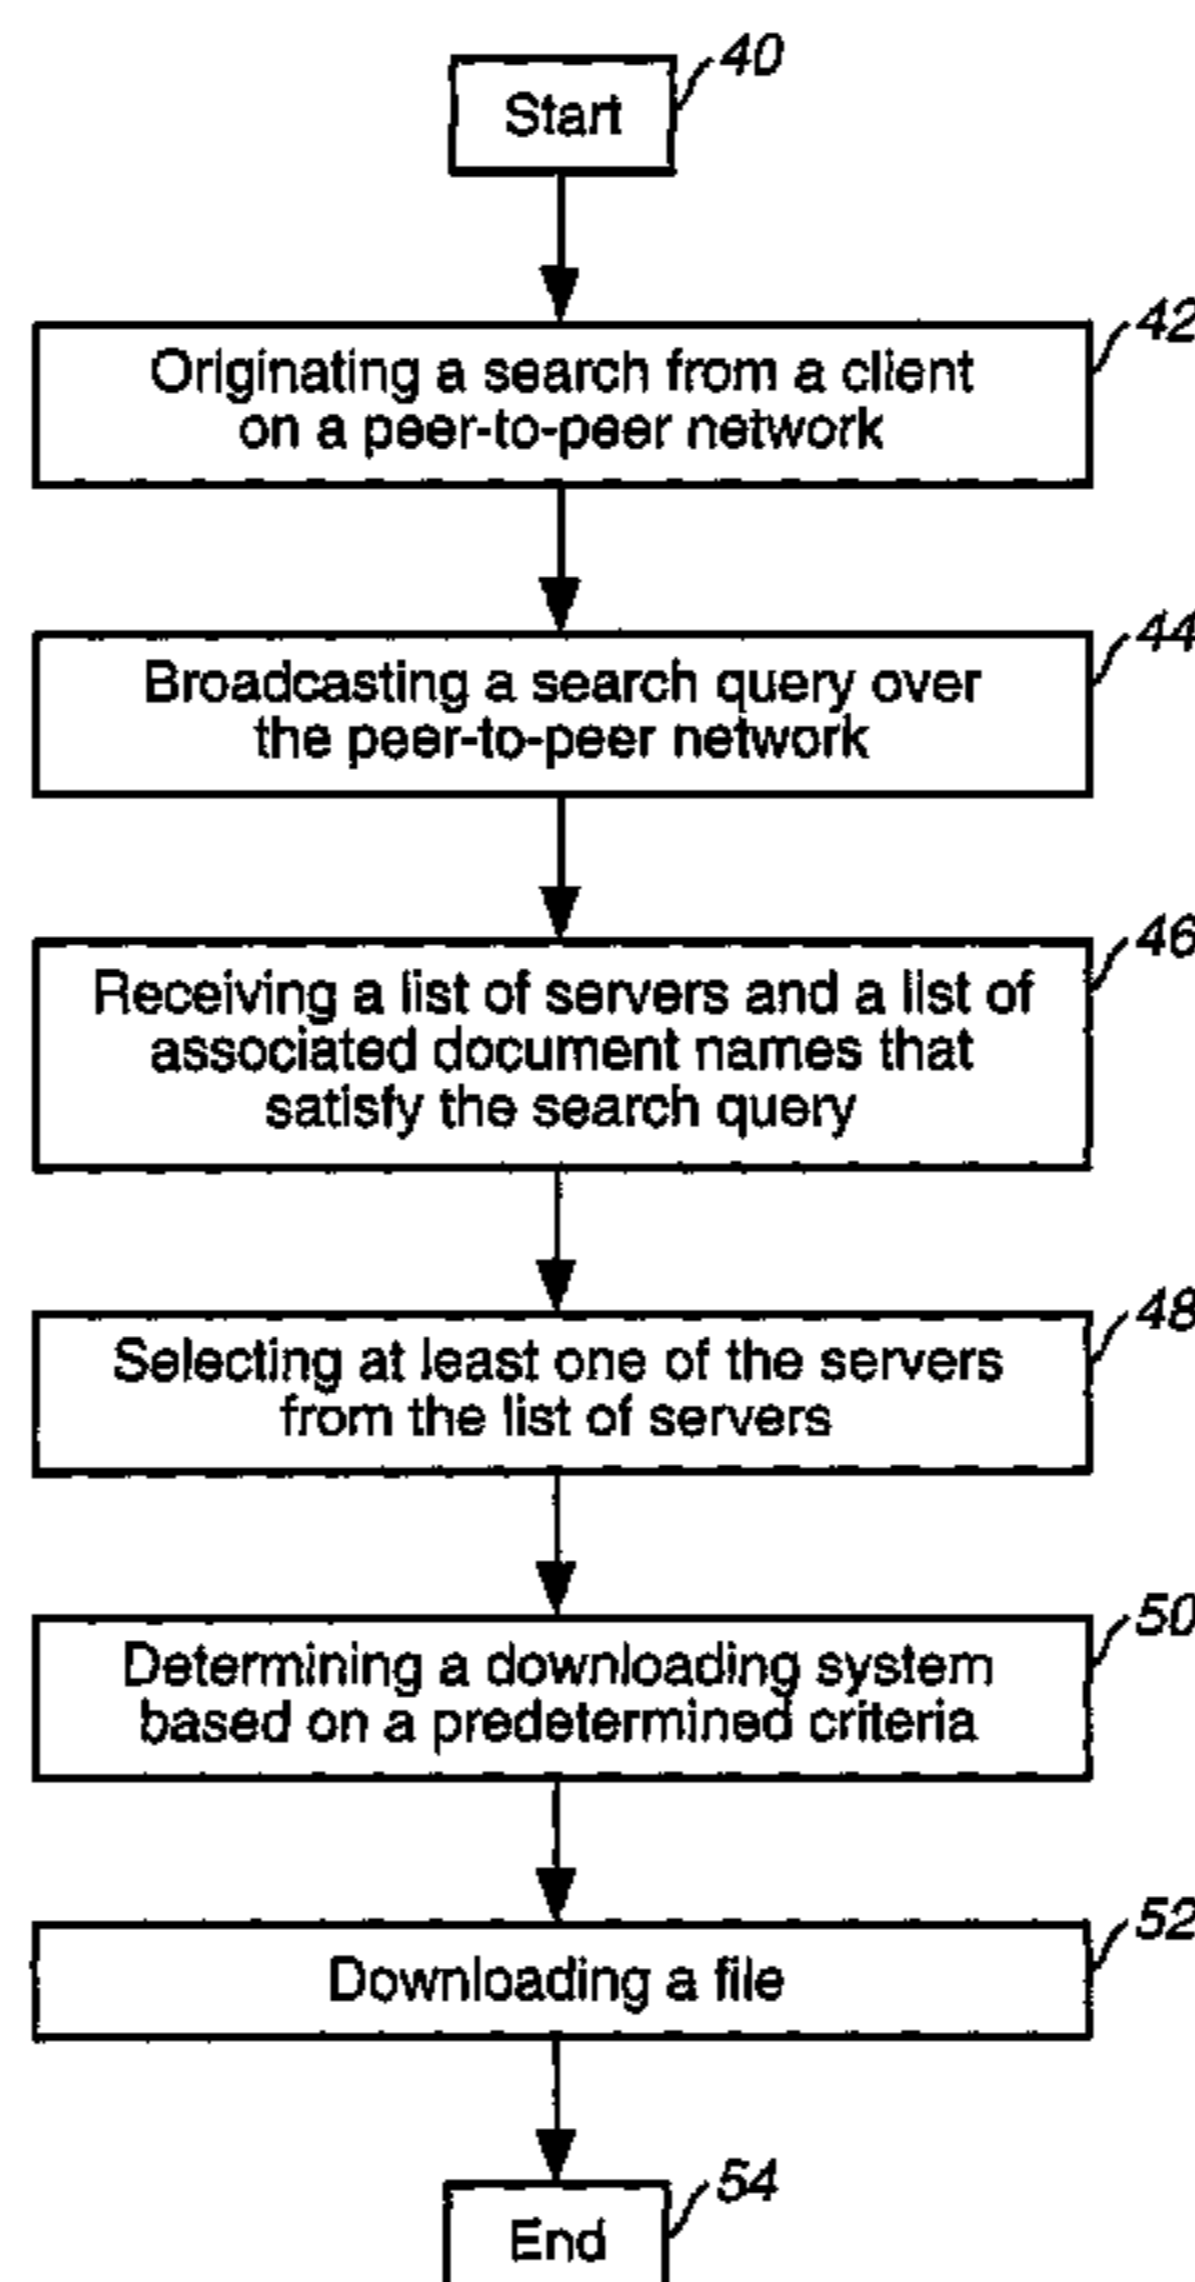 40
Start
42
Originating a search from a client
on a peer-to-peer network
44
Broadcasting a search query over
the peer-to-peer network
46
Receiving a list of servers and a list of
associated document names that
satisfy the search query
48
Selecting at least one of the servers
from the list of servers
50
Determining a downloading system
based on a predetermined criteria
52
Downloading a file
54
End